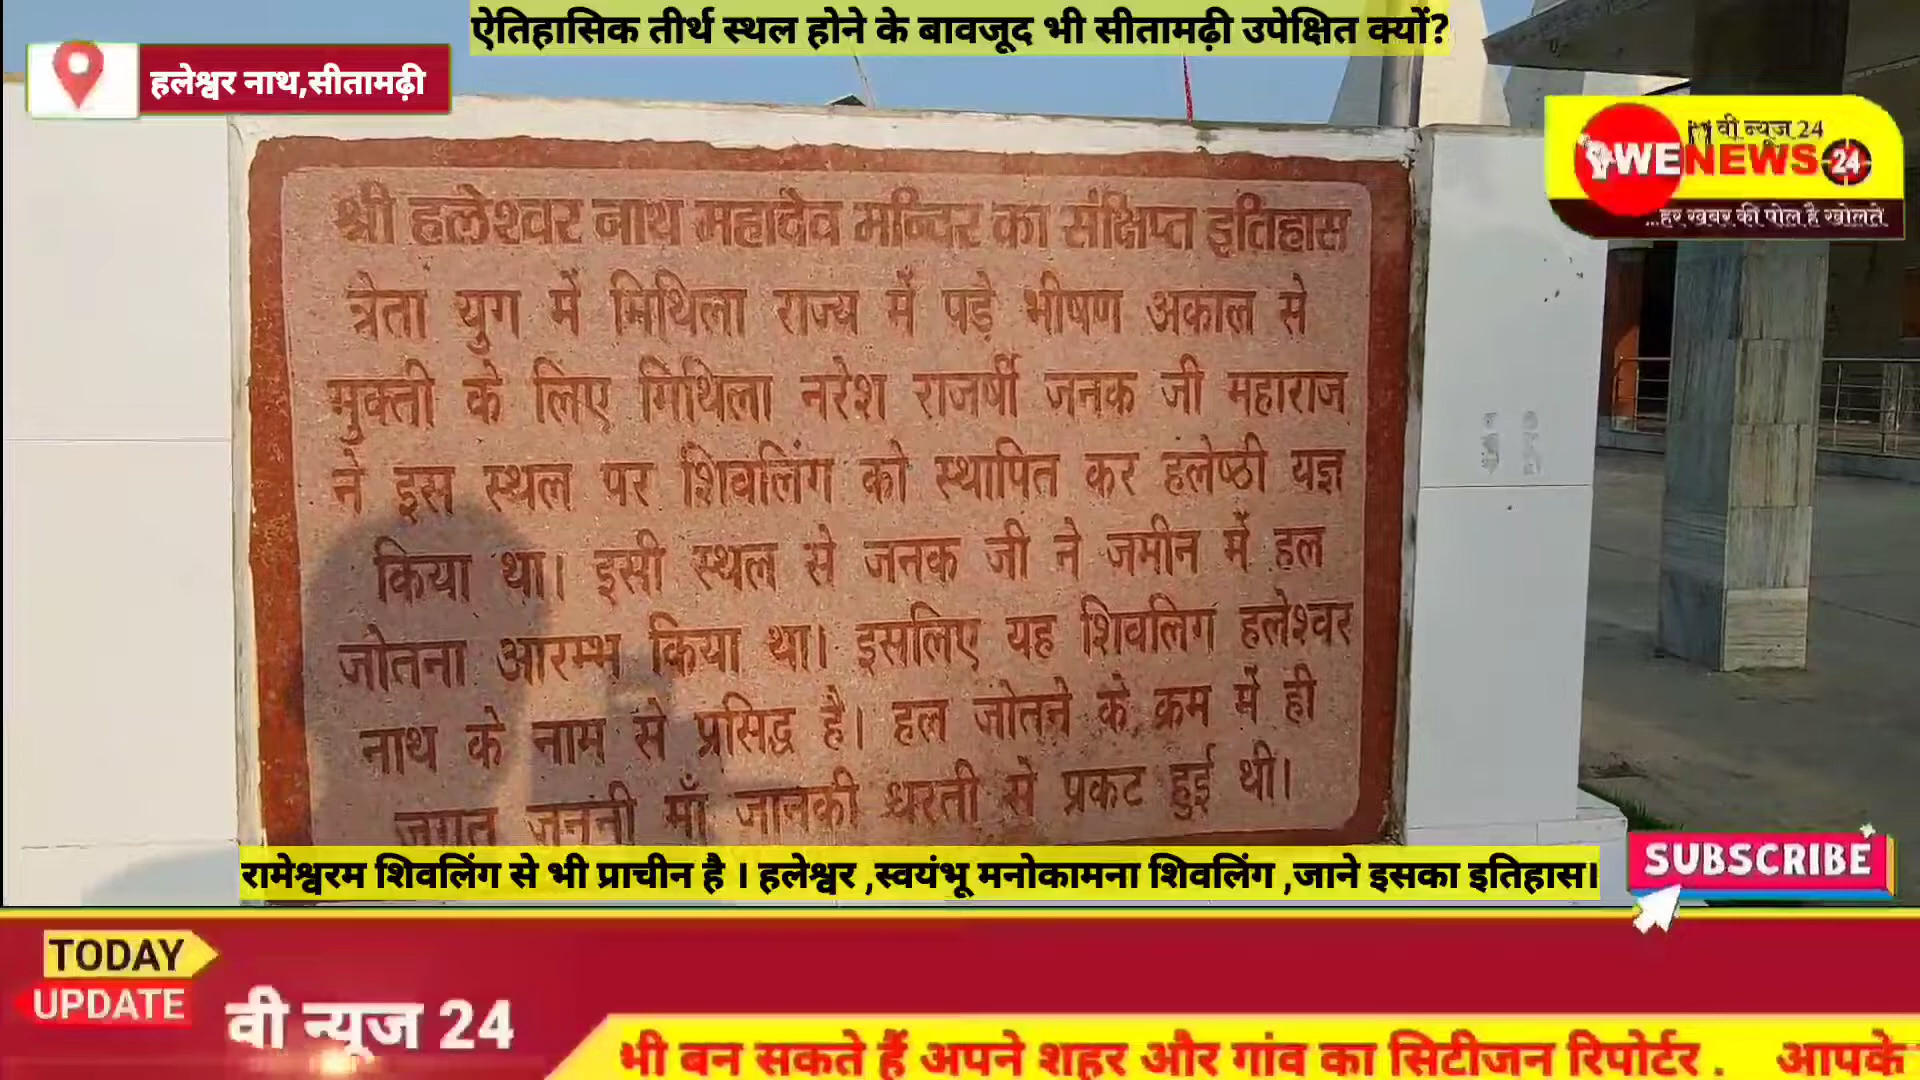 ऐतिहासिक तीर्थ स्थल होने के बावजूद भी सीतामढ़ी उपेक्षित क्यों?
हलेश्वर नाथ,सीतामढ़ी
वी न्यूज 24
WENEWS 24
...हर खबर की पोल है खोलते
श्री हलेश्वर नाथ महादेव मन्दिर का संक्षिप्त इतिहास
त्रेता युग में मिथिला राज्य में पड़े भीषण अकाल से
मुक्ती के लिए मिथिला नरेश राजर्षी जनक जी महाराज
ने इस स्थल पर शिवलिंग को स्थापित कर हलेष्ठी यज्ञ
किया था। इसी स्थल से जनक जी ने जमीन में हल
जोतना आरम्भ किया था। इसलिए यह शिवलिग हलेश्वर
नाथ के नाम से प्रसिद्ध है। हल जोतने के क्रम में ही
जगत जननी माँ जानकी धरती से प्रकट हुई थी।
रामेश्वरम शिवलिंग से भी प्राचीन है । हलेश्वर ,स्वयंभू मनोकामना शिवलिंग ,जाने इसका इतिहास।
SUBSCRIBE
TODAY
UPDATE
वी न्यूज 24
भी बन सकते हैं अपने शहर और गांव का सिटीजन रिपोर्टर . आपके